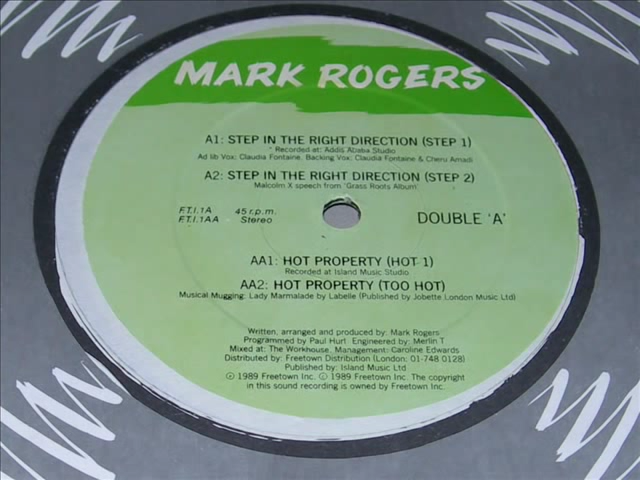 MARK ROGERS
A1: STEP IN THE RIGHT DIRECTION (STEP 1)
Recorded at: Addis Ababa Studio
Ad lib Vox: Claudia Fontaine, Backing Vox: Claudia Fontaine & Cheru Amadi
A2: STEP IN THE RIGHT DIRECTION (STEP 2)
Malcolm X speech from 'Grass Roots Album'
F.T.I.1A 45 r.p.m.
F.T.I.1AA Stereo
DOUBLE 'A'
AA1: HOT PROPERTY (HOT 1)
Recorded at Island Music Studio
AA2: HOT PROPERTY (TOO HOT)
Musical Mugging: Lady Marmalade by Labelle (Published by Jobette London Music Ltd)
Written, arranged and produced by: Mark Rogers
Programmed by Paul Hurl. Engineered by: Merlin T
Mixed at: The Workhouse. Management: Caroline Edwards
Distributed by: Freetown Distribution (London: 01-748 0128)
Published by: Island Music Ltd
Ⓟ 1989 Freetown Inc. © 1989 Freetown Inc. The copyright
in this sound recording is owned by Freetown Inc.